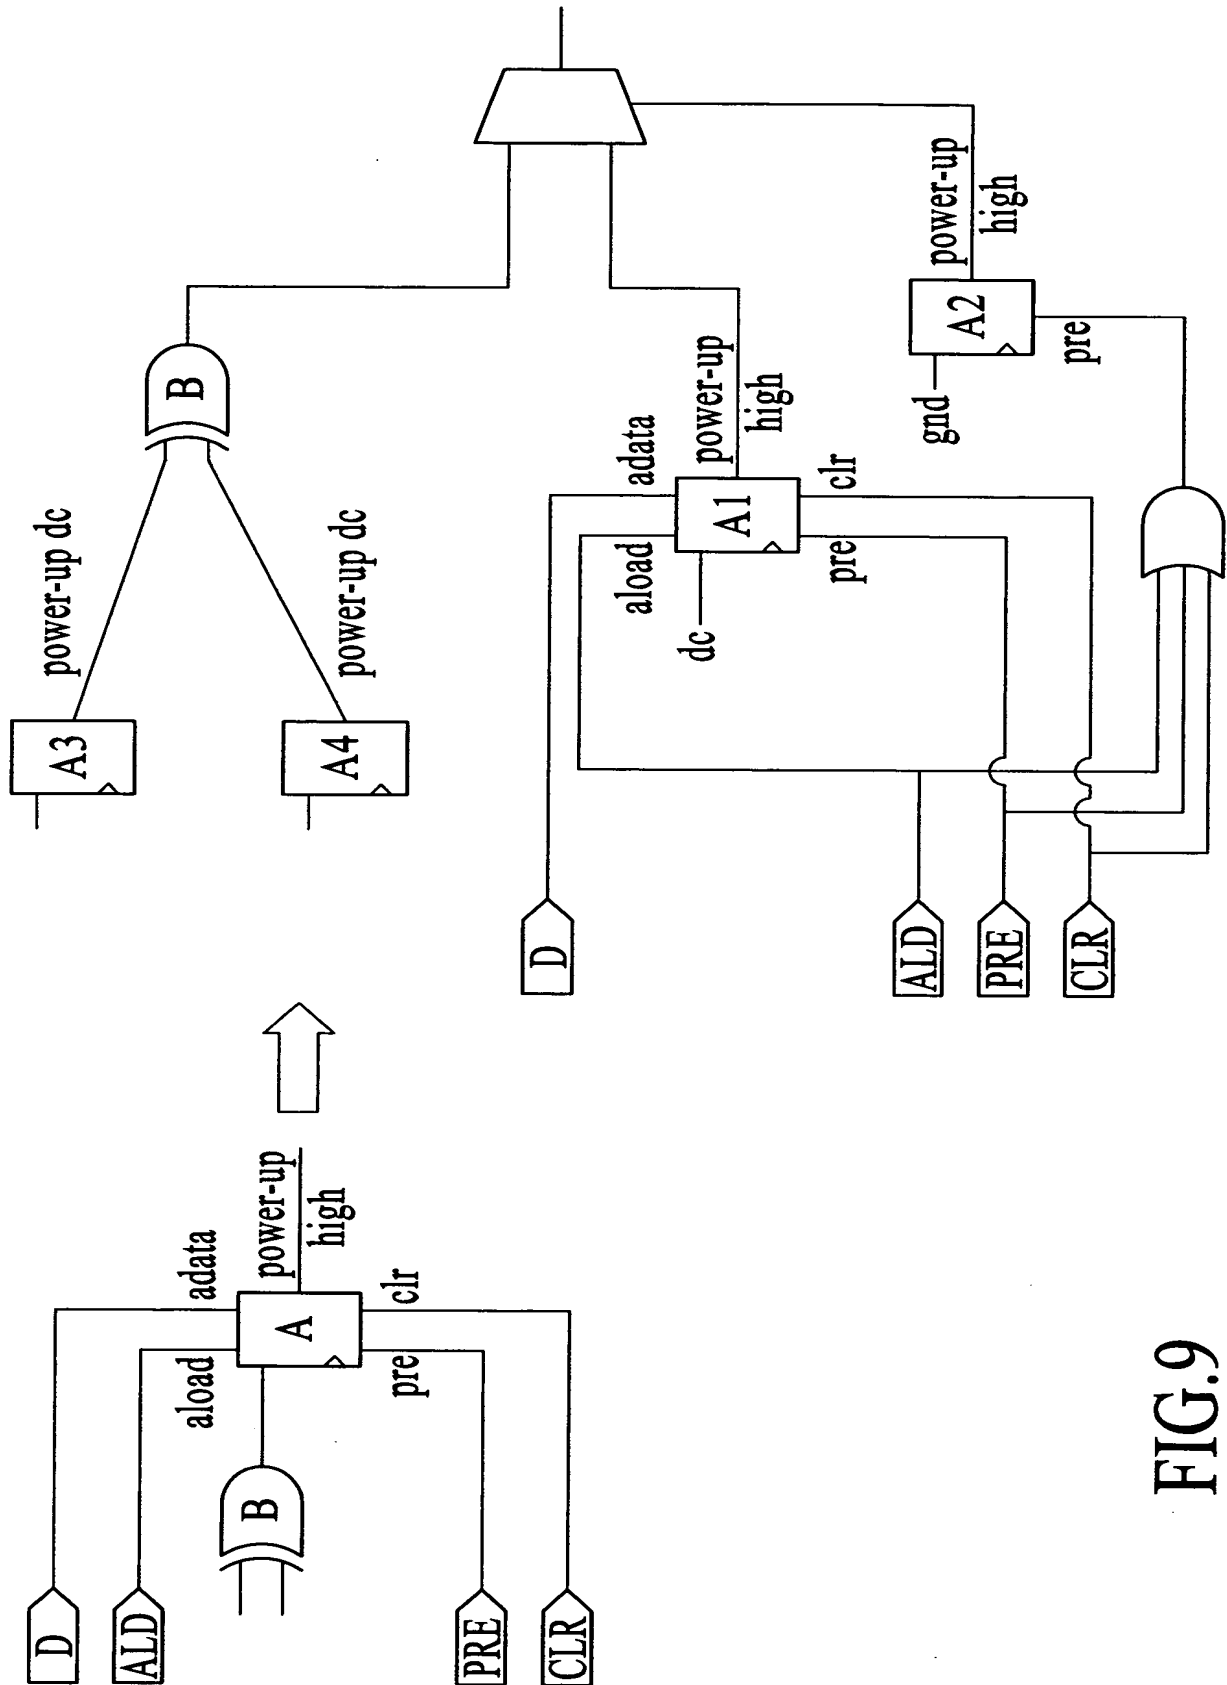 D
ALD
aload
adata
B
A
power-up
high
pre
clr
PRE
CLR
A3
power-up dc
A4
power-up dc
B
D
aload
adata
dc
A1
power-up
high
pre
clr
ALD
PRE
CLR
gnd
A2
power-up
high
pre
FIG.9